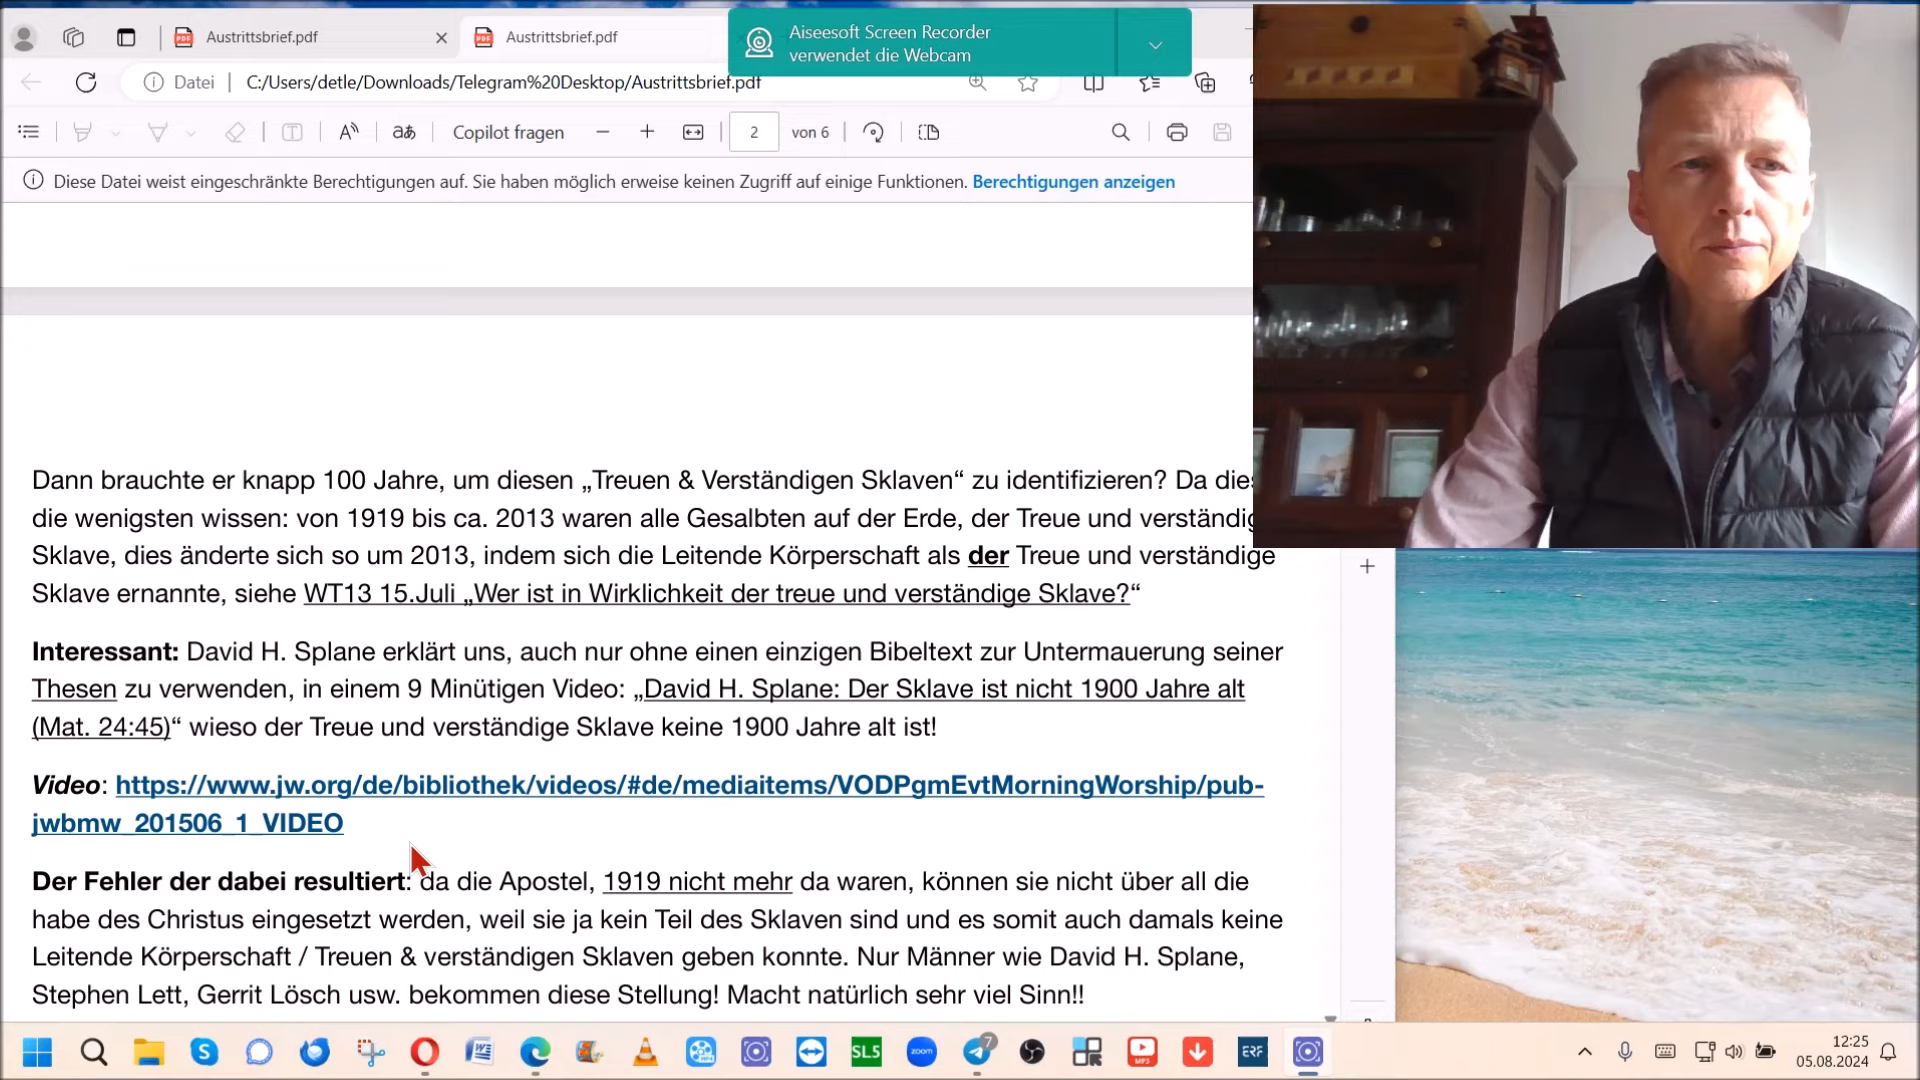 Austrittsbrief.pdf
Austrittsbrief.pdf
Aiseesoft Screen Recorder
verwendet die Webcam
Datei
C:/Users/detle/Downloads/Telegram%20Desktop/Austrittsbrief.pdf
aあ
Copilot fragen
2
von 6
Diese Datei weist eingeschränkte Berechtigungen auf. Sie haben möglich erweise keinen Zugriff auf einige Funktionen. Berechtigungen anzeigen
Dann brauchte er knapp 100 Jahre, um diesen „Treuen & Verständigen Sklaven“ zu identifizieren? Da dies
die wenigsten wissen: von 1919 bis ca. 2013 waren alle Gesalbten auf der Erde, der Treue und verständig
Sklave, dies änderte sich so um 2013, indem sich die Leitende Körperschaft als der Treue und verständige
Sklave ernannte, siehe WT13 15.Juli „Wer ist in Wirklichkeit der treue und verständige Sklave?“
Interessant: David H. Splane erklärt uns, auch nur ohne einen einzigen Bibeltext zur Untermauerung seiner
Thesen zu verwenden, in einem 9 Minütigen Video: „David H. Splane: Der Sklave ist nicht 1900 Jahre alt
(Mat. 24:45)“ wieso der Treue und verständige Sklave keine 1900 Jahre alt ist!
Video: https://www.jw.org/de/bibliothek/videos/#de/mediaitems/VODPgmEvtMorningWorship/pub-
jwbmw_201506_1_VIDEO
Der Fehler der dabei resultiert: da die Apostel, 1919 nicht mehr da waren, können sie nicht über all die
habe des Christus eingesetzt werden, weil sie ja kein Teil des Sklaven sind und es somit auch damals keine
Leitende Körperschaft / Treuen & verständigen Sklaven geben konnte. Nur Männer wie David H. Splane,
Stephen Lett, Gerrit Lösch usw. bekommen diese Stellung! Macht natürlich sehr viel Sinn!!
SL5
zoom
7
MP3
ERF
12:25
05.08.2024